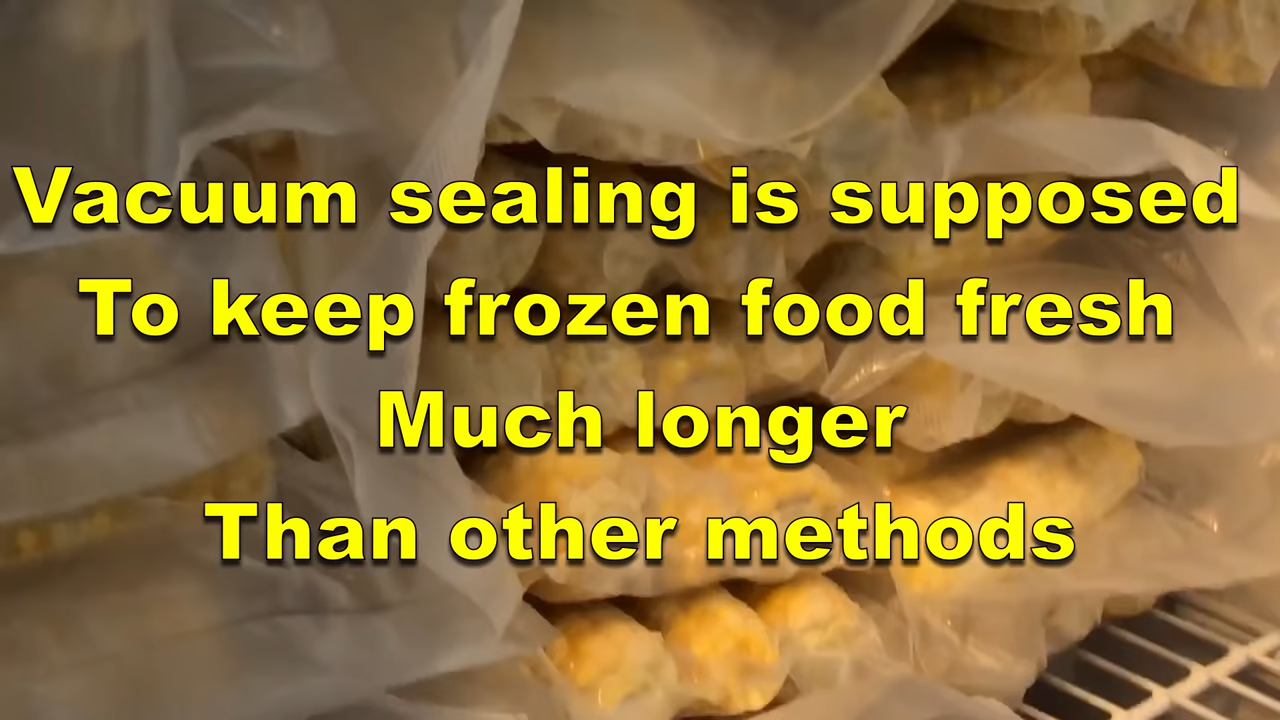 Vacuum sealing is supposed
To keep frozen food fresh
Much longer
Than other methods